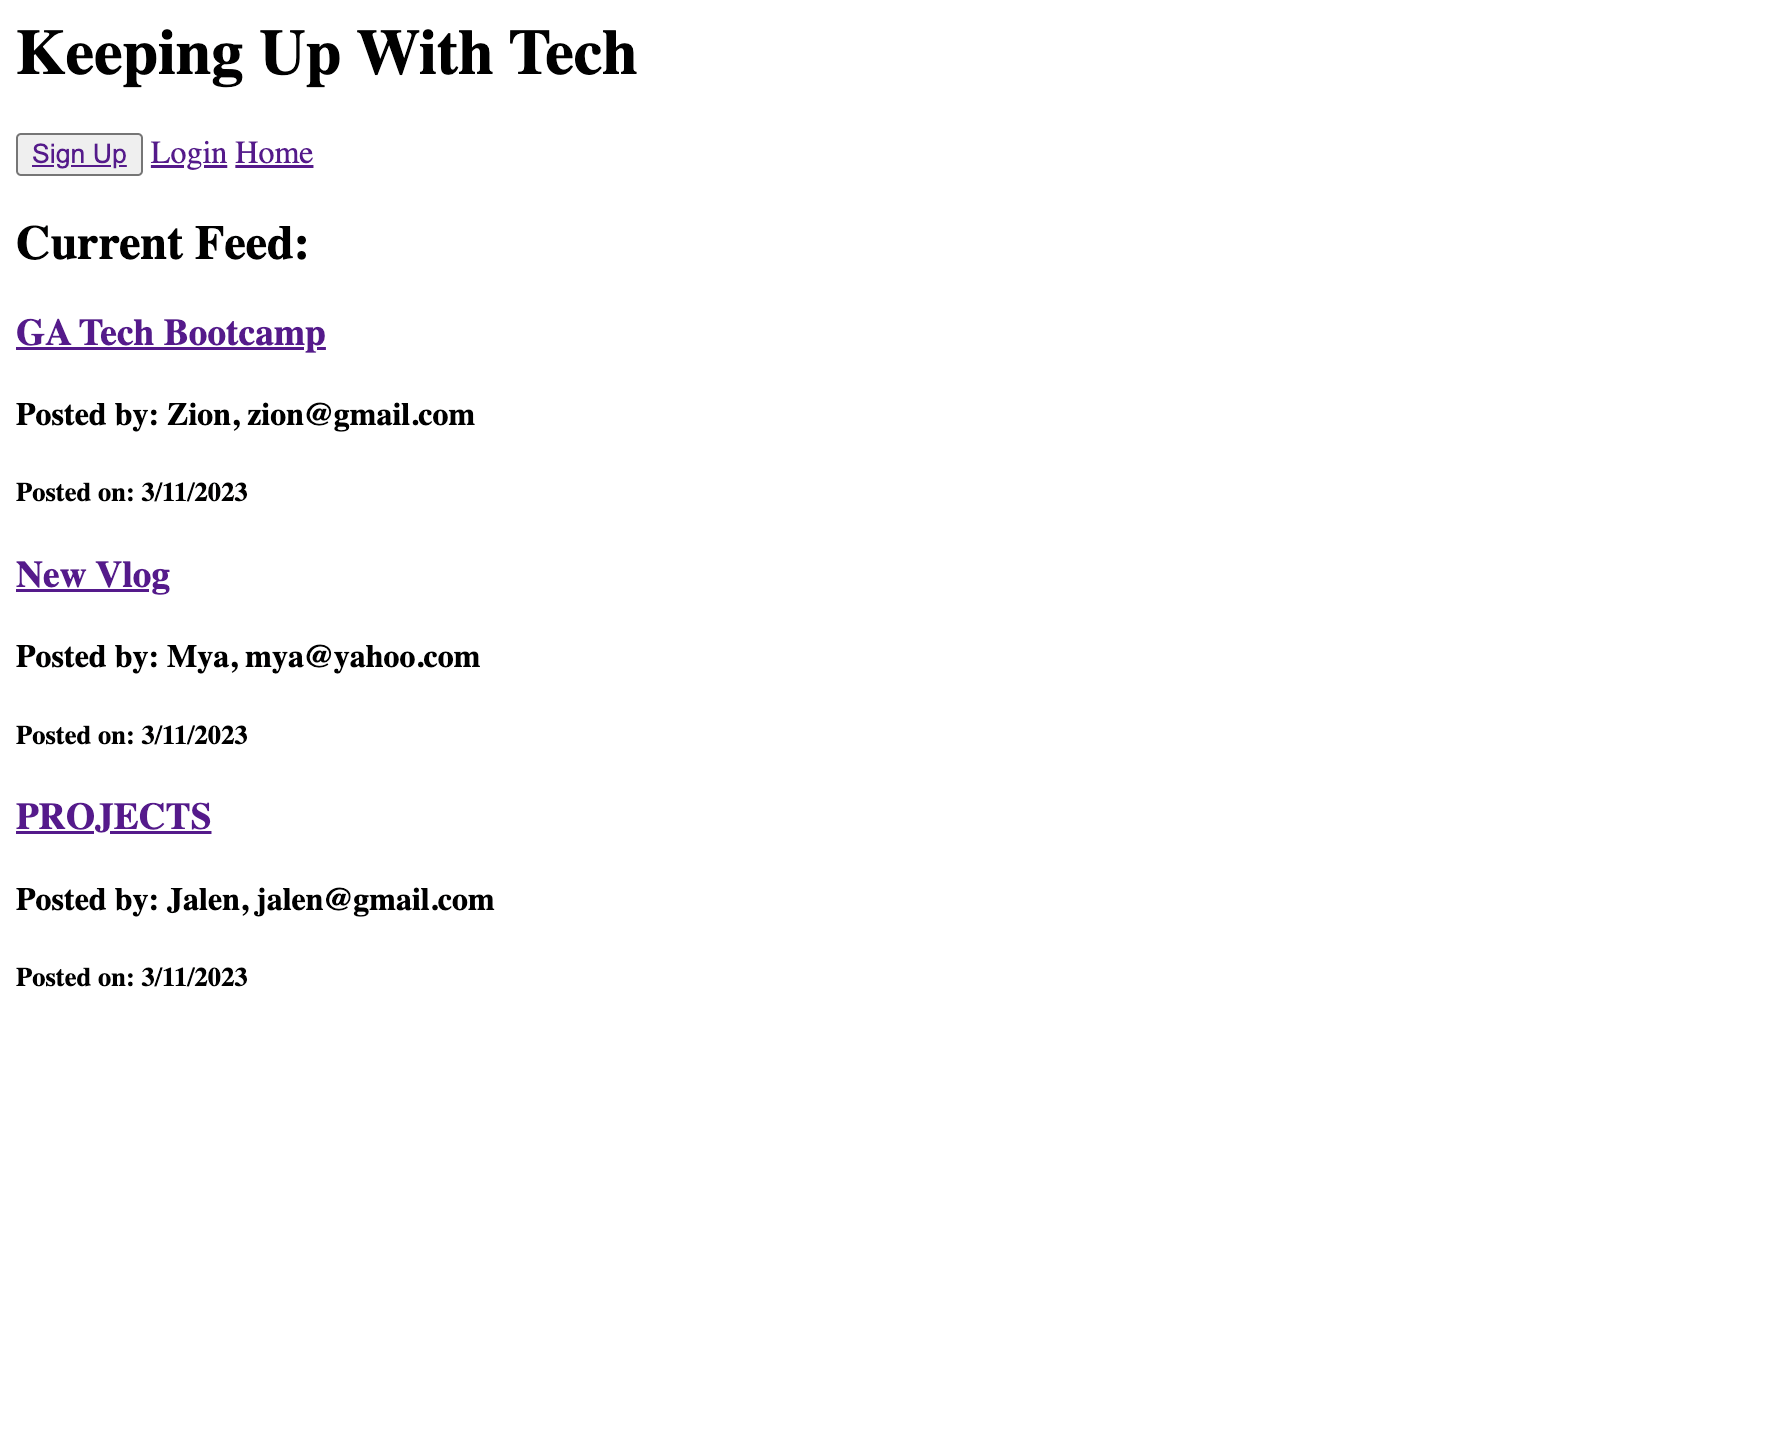 Keeping Up With Tech
Sign Up Login Home
Current Feed:
GA Tech Bootcamp
Posted by: Zion, zion@gmail.com
Posted on: 3/11/2023
New Vlog
Posted by: Mya, mya@yahoo.com
Posted on: 3/11/2023
PROJECTS
Posted by: Jalen, jalen@gmail.com
Posted on: 3/11/2023